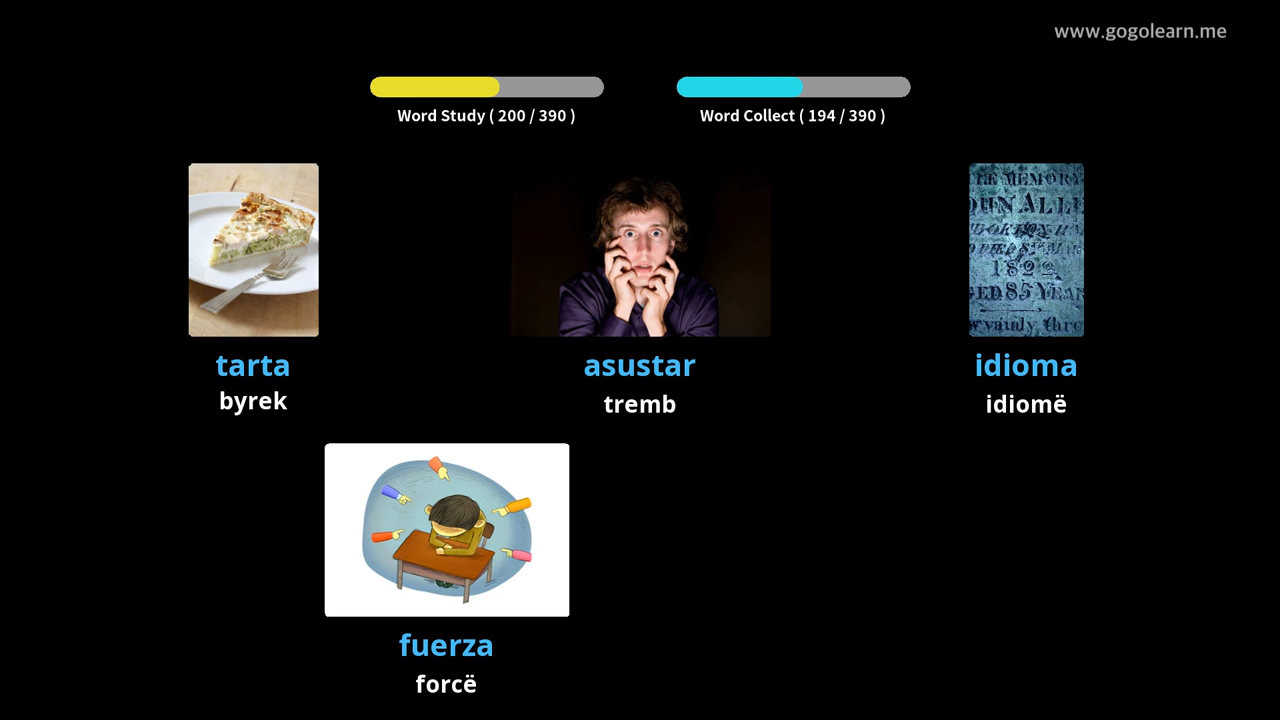 www.gogolearn.me
Word Study ( 200 / 390 )
Word Collect ( 194 / 390 )
1822
tarta
asustar
idioma
byrek
tremb
idiomë
fuerza
forcë